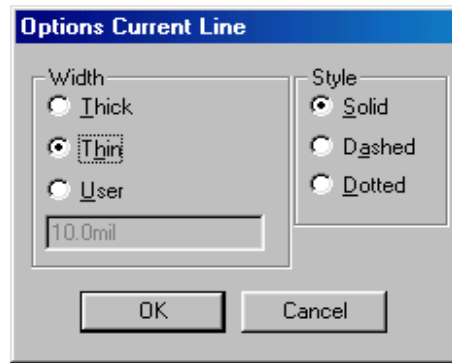 Options Current Line
Width
Thick
Thin
User
10.0mil
Style
Solid
Dashed
Dotted
OK
Cancel